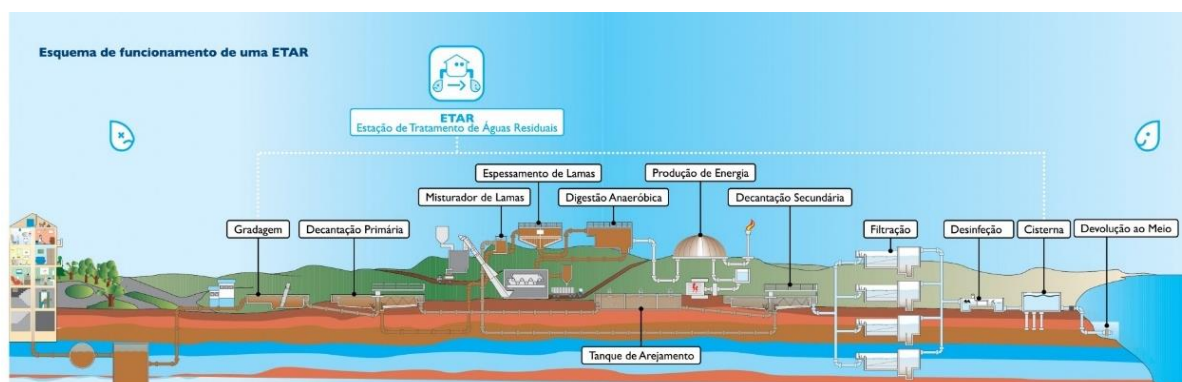 Esquema de funcionamento de uma ETAR
ETAR
Estação de Tratamento de Águas Residuais
Espessamento de Lamas
Produção de Energia
Misturador de Lamas
Digestão Anaeróbica
Decantação Secundária
Gradagem
Decantação Primária
Filtração
Desinfeção
Cisterna
Devolução ao Meio
Tanque de Arejamento